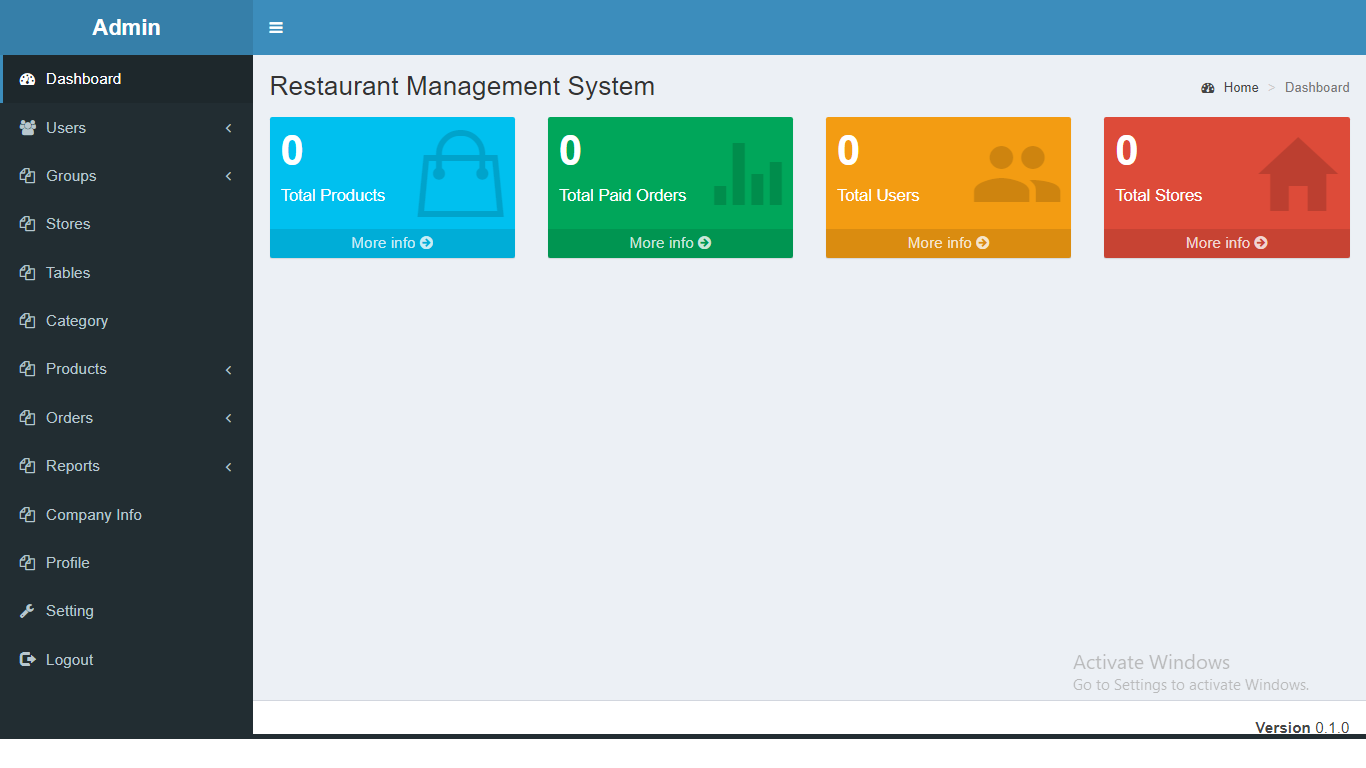 Admin
Dashboard
Users
Groups
Stores
Tables
Category
Products
Orders
Reports
Company Info
Profile
Setting
Logout
Restaurant Management System
Home > Dashboard
0
Total Products
More info
0
Total Paid Orders
More info
0
Total Users
More info
0
Total Stores
More info
Activate Windows
Go to Settings to activate Windows.
Version 0.1.0